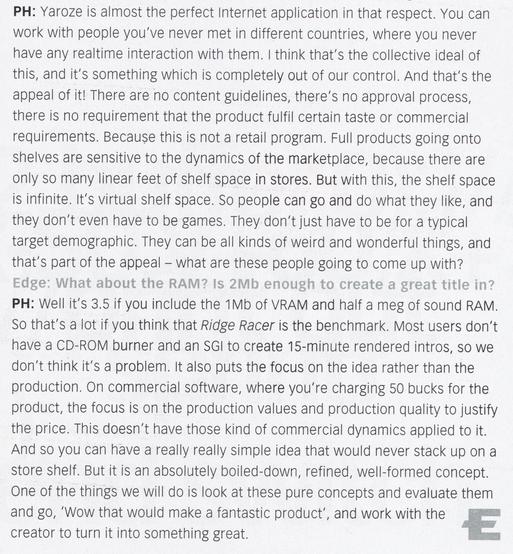 PH: Yaroze is almost the perfect Internet application in that respect. You can
work with people you've never met in different countries, where you never
have any realtime interaction with them. I think that's the collective ideal of
this, and it's something which is completely out of our control. And that's the
appeal of it! There are no content guidelines, there's no approval process,
there is no requirement that the product fulfil certain taste or commercial
requirements. Because this is not a retail program. Full products going onto
shelves are sensitive to the dynamics of the marketplace, because there are
only so many linear feet of shelf space in stores. But with this, the shelf space
is infinite. It's virtual shelf space. So people can go and do what they like, and
they don't even have to be games. They don't just have to be for a typical
target demographic. They can be all kinds of weird and wonderful things, and
that's part of the appeal – what are these people going to come up with?
Edge: What about the RAM? Is 2Mb enough to create a great title in?
PH: Well it's 3.5 if you include the 1Mb of VRAM and half a meg of sound RAM.
So that's a lot if you think that Ridge Racer is the benchmark. Most users don't
have a CD-ROM burner and an SGI to create 15-minute rendered intros, so we
don't think it's a problem. It also puts the focus on the idea rather than the
production. On commercial software, where you're charging 50 bucks for the
product, the focus is on the production values and production quality to justify
the price. This doesn't have those kind of commercial dynamics applied to it.
And so you can have a really really simple idea that would never stack up on a
store shelf. But it is an absolutely boiled-down, refined, well-formed concept.
One of the things we will do is look at these pure concepts and evaluate them
and go, 'Wow that would make a fantastic product', and work with the
creator to turn it into something great.
E